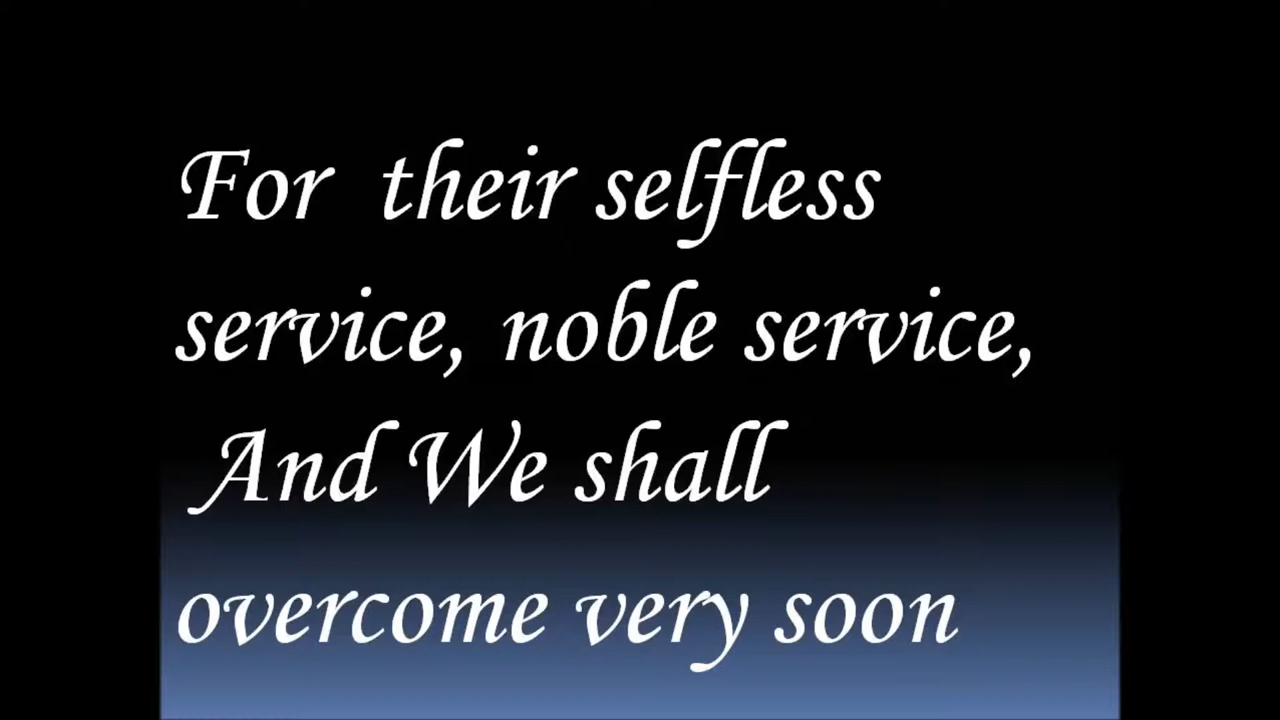 For their selfless
service, noble service,
And We shall
overcome very soon